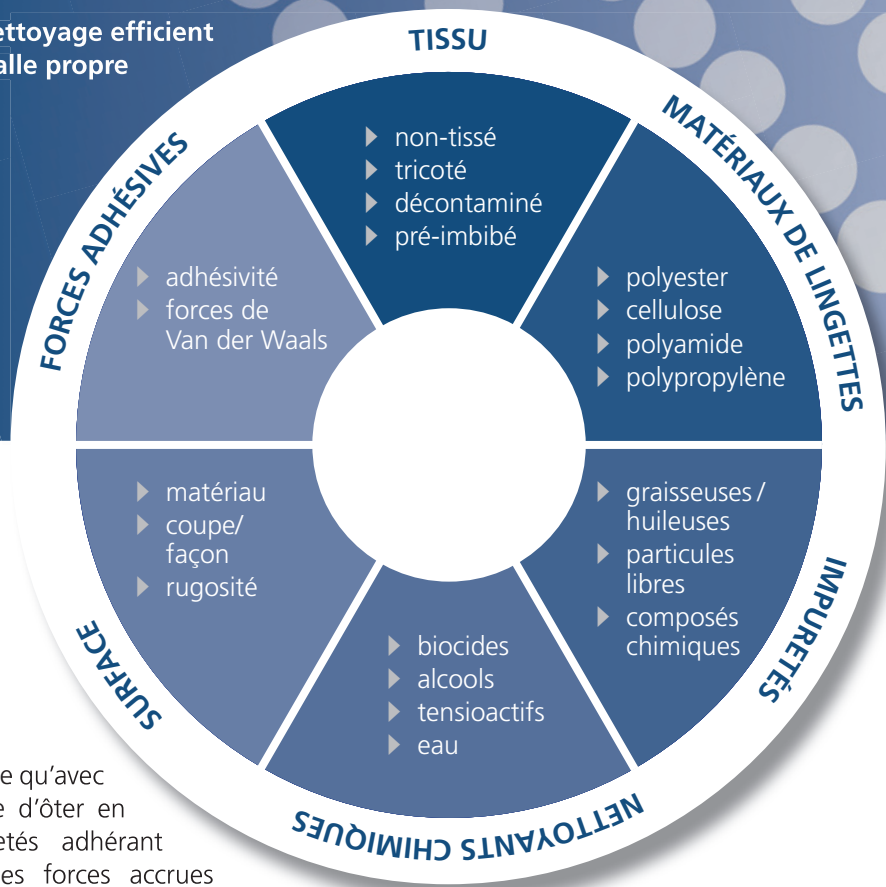 ettoyage efficient
alle propre
TISSU
non-tissé
tricoté
décontaminé
pré-imbibé
MATÉRIAUX DE LINGETTES
polyester
cellulose
polyamide
polypropylène
IMPURETÉS
graisseuses /
huileuses
particules
libres
composés
chimiques
NETTOYANTS CHIMIQUES
biocides
alcools
tensioactifs
eau
SURFACE
matériau
coupe/
façon
rugosité
FORCES ADHÉSIVES
adhésivité
forces de
Van der Waals
e qu'avec
e d'ôter en
etés adhérant
es forces accrues